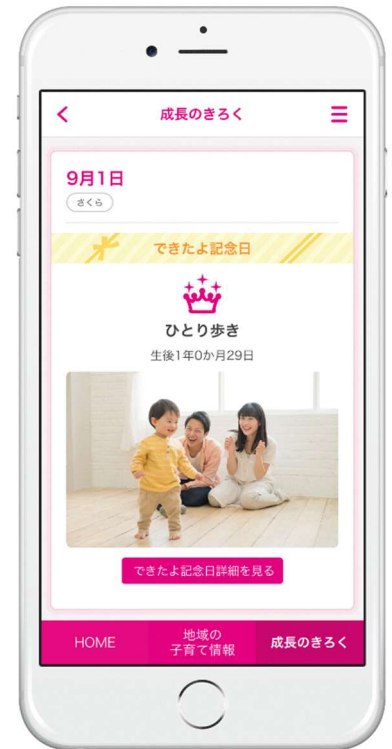 成長のきろく
9月1日
さくら
できたよ記念日
ひとり歩き
生後1年0か月29日
できたよ記念日詳細を見る
HOME
地域の
子育て情報
成長のきろく